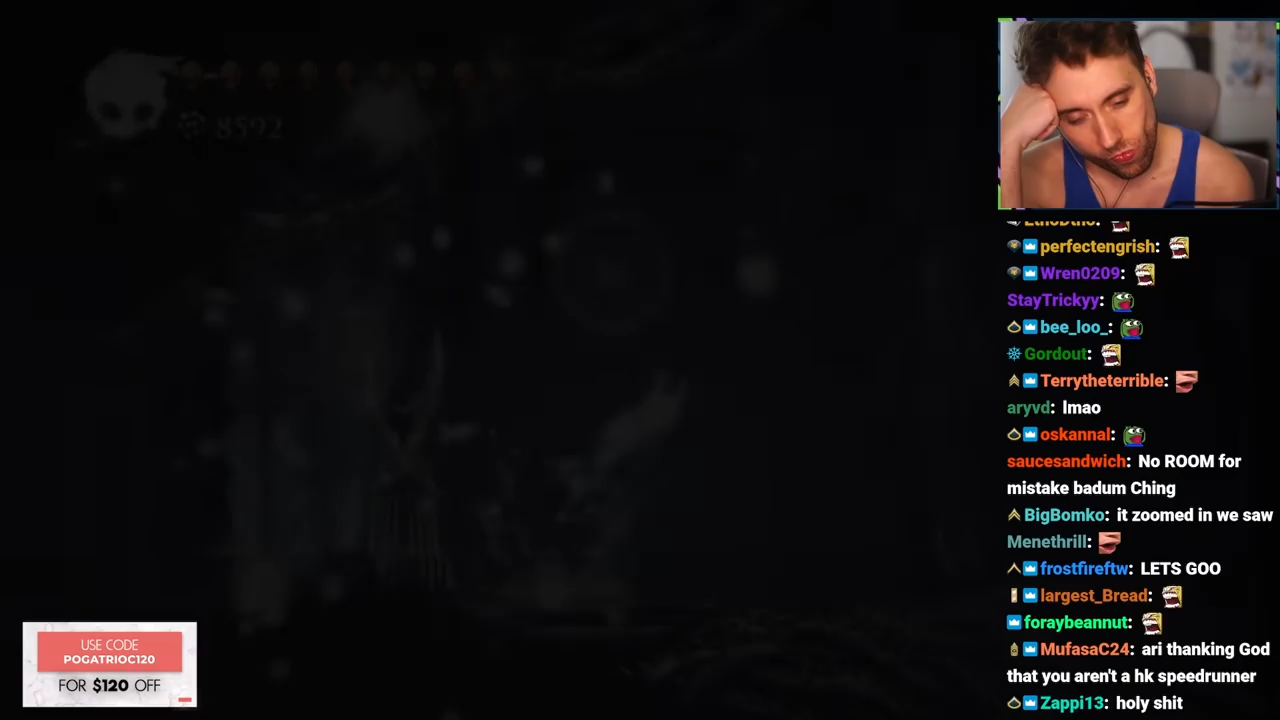 8592
perfectengrish:
Wren0209:
StayTrickyy:
bee_loo_:
Gordout:
Terrytheterrible:
aryvd: lmao
oskannal:
saucesandwich: No ROOM for
mistake badum Ching
BigBomko: it zoomed in we saw
Menethrill:
frostfireftw: LETS GOO
largest_Bread:
foraybeannut:
MufasaC24: ari thanking God
that you aren't a hk speedrunner
Zappi13: holy shit
USE CODE
POGATRIOC120
FOR $120 OFF